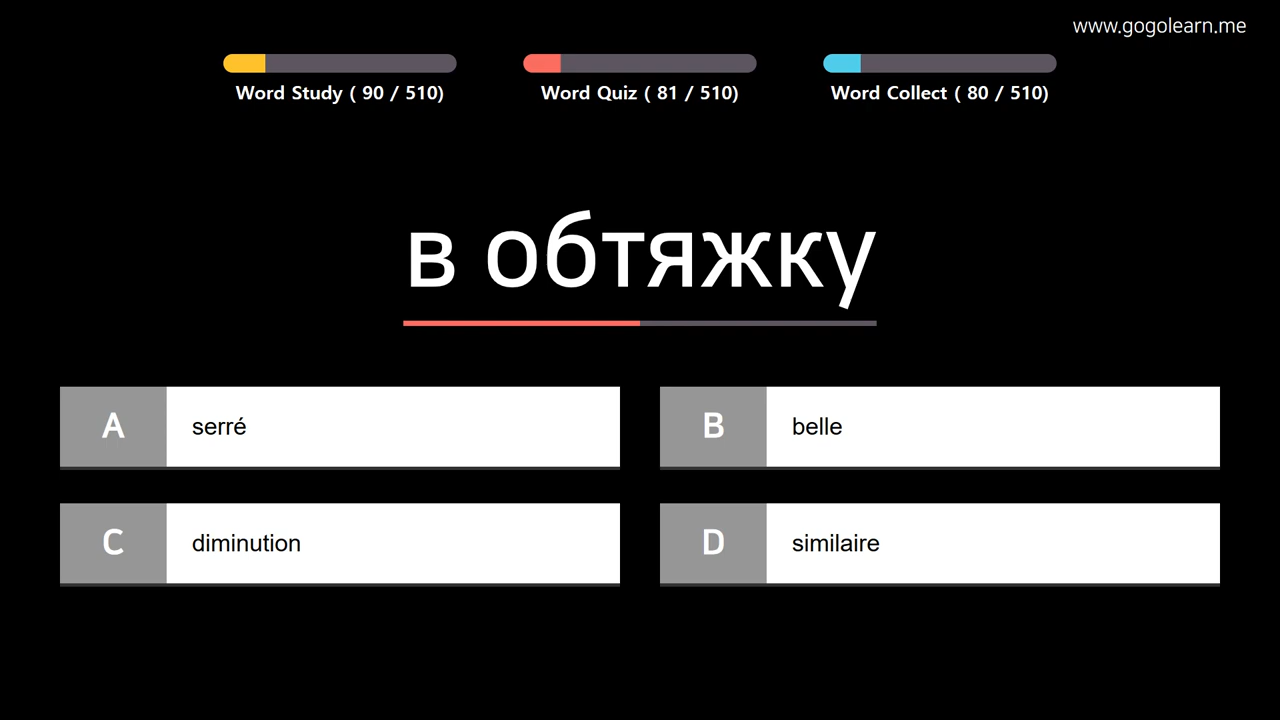 www.gogolearn.me
Word Study ( 90 / 510)
Word Quiz ( 81 / 510)
Word Collect ( 80 / 510)
в обтяжку
A serré
B belle
C diminution
D similaire